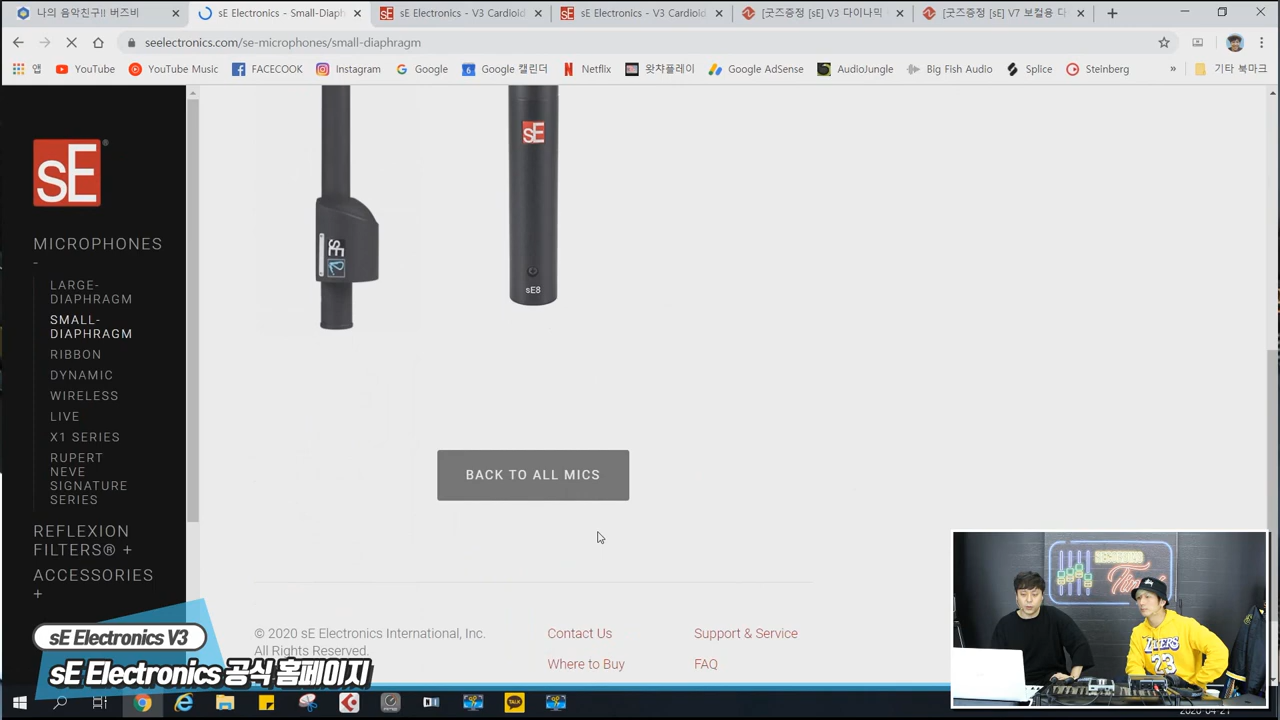 나의 음악친구!! 버즈비
sE Electronics - Small-Diaph
sE Electronics - V3 Cardioid
sE Electronics - V3 Cardioid
[굿즈증정 [sE] V3 다이나믹
[굿즈증정 [sE] V7 보컬용 다
seelectronics.com/se-microphones/small-diaphragm
앱
YouTube
YouTube Music
FACECOOK
Instagram
Google
Google 캘린더
Netflix
왓챠플레이
Google AdSense
AudioJungle
Big Fish Audio
Splice
Steinberg
»
기타 북마크
sE
MICROPHONES
-
LARGE-
DIAPHRAGM
SMALL-
DIAPHRAGM
RIBBON
DYNAMIC
WIRELESS
LIVE
X1 SERIES
RUPERT
NEVE
SIGNATURE
SERIES
REFLEXION
FILTERS® +
ACCESSORIES
+
sE
sE
sE8
BACK TO ALL MICS
© 2020 sE Electronics International, Inc.
All Rights Reserved.
Contact Us
Where to Buy
Support & Service
FAQ
LAKERS
23
sE Electronics V3
sE Electronics 공식 홈페이지
TALK
2020-04-21